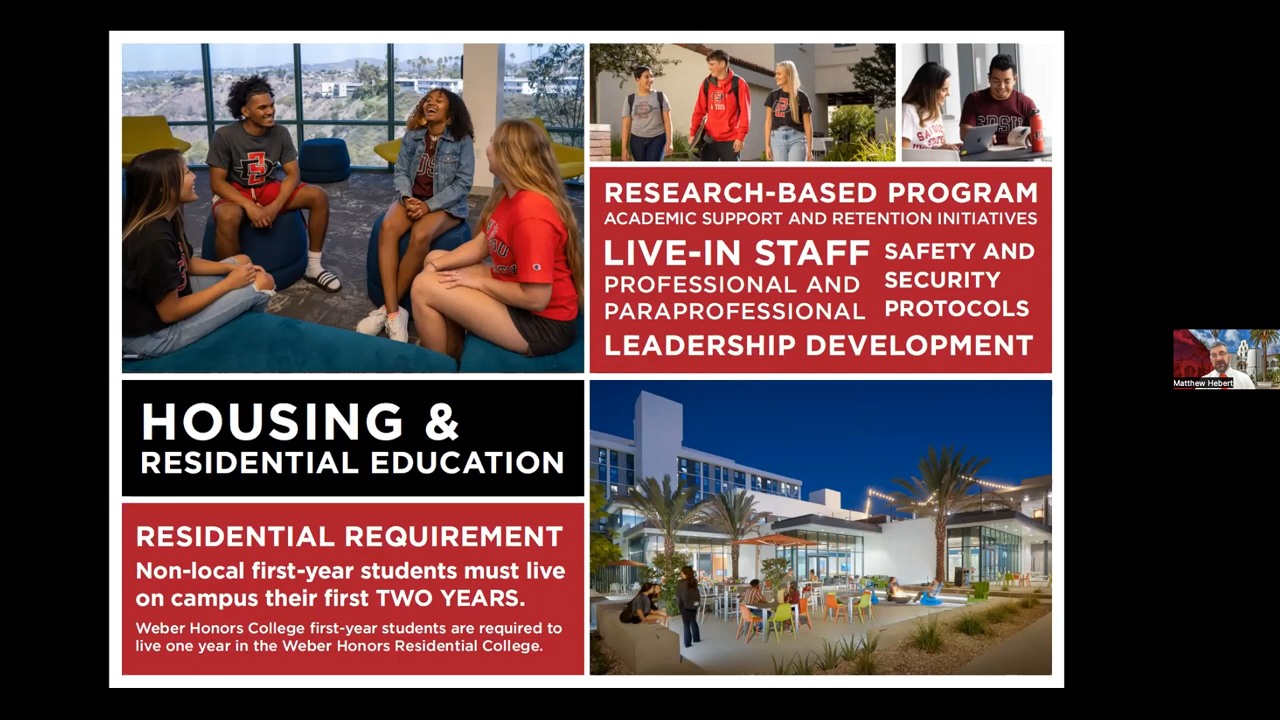 RESEARCH-BASED PROGRAM
ACADEMIC SUPPORT AND RETENTION INITIATIVES
LIVE-IN STAFF
PROFESSIONAL AND
PARAPROFESSIONAL
SAFETY AND
SECURITY
PROTOCOLS
LEADERSHIP DEVELOPMENT
HOUSING &
RESIDENTIAL EDUCATION
RESIDENTIAL REQUIREMENT
Non-local first-year students must live
on campus their first TWO YEARS.
Weber Honors College first-year students are required to
live one year in the Weber Honors Residential College.
Matthew Hebert